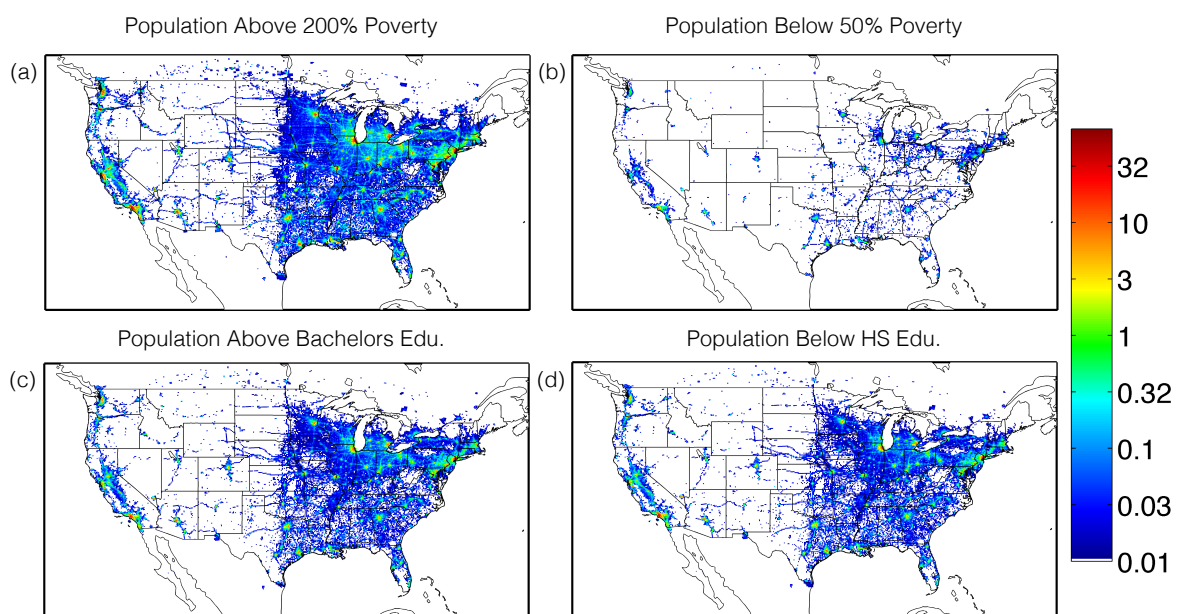 Population Above 200% Poverty
Population Below 50% Poverty
(a)
(b)
32
10
3
1
0.32
0.1
0.03
0.01
Population Above Bachelors Edu.
Population Below HS Edu.
(c)
(d)